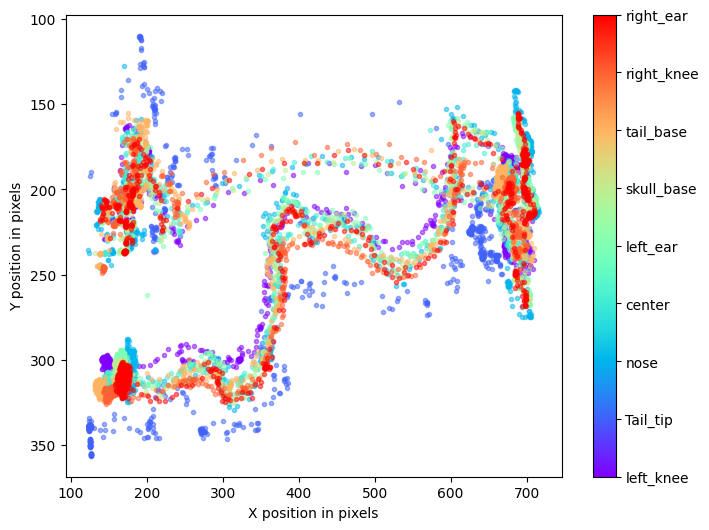 100
150
200
250
300
350
Y position in pixels
100 200 300 400 500 600 700
X position in pixels
right_ear
right_knee
tail_base
skull_base
left_ear
center
nose
Tail_tip
left_knee